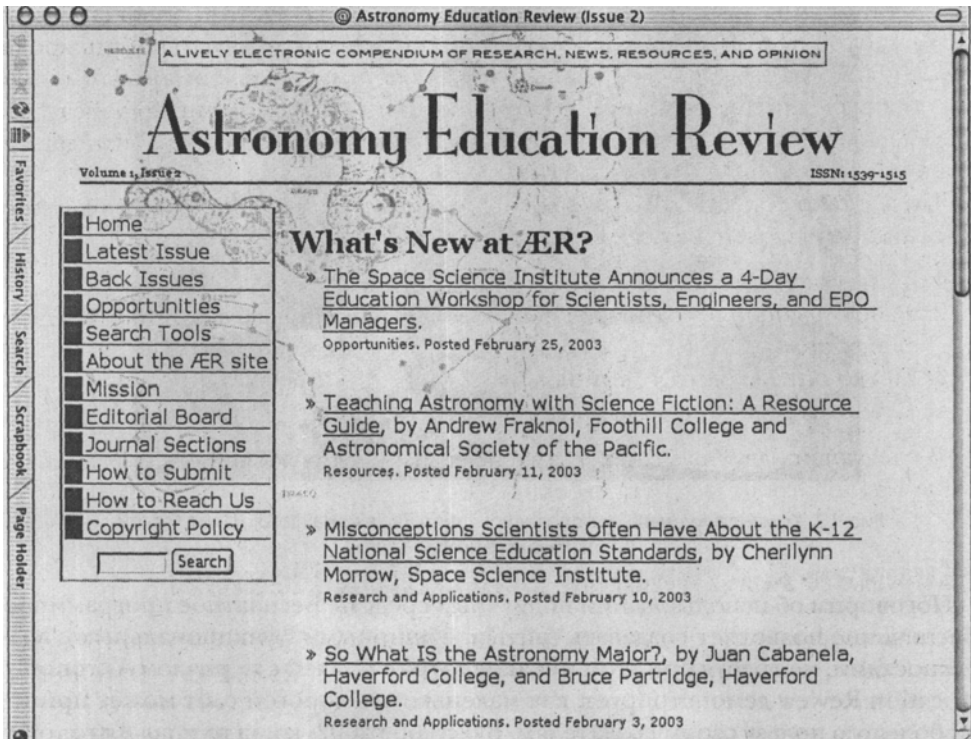 @ Astronomy Education Review (Issue 2)
A LIVELY ELECTRONIC COMPENDIUM OF RESEARCH, NEWS, RESOURCES, AND OPINION
Astronomy Education Review
Volume 1, Issue 2
ISSN: 1539-1515
Favorites
History
Search
Scrapbook
Page Holder
Home
Latest Issue
Back Issues
Opportunities
Search Tools
About the ÆR site
Mission
Editorial Board
Journal Sections
How to Submit
How to Reach Us
Copyright Policy
Search
What's New at ÆR?
» The Space Science Institute Announces a 4-Day
Education Workshop for Scientists, Engineers, and EPO
Managers.
Opportunities. Posted February 25, 2003
» Teaching Astronomy with Science Fiction: A Resource
Guide, by Andrew Fraknoi, Foothill College and
Astronomical Society of the Pacific.
Resources. Posted February 11, 2003
» Misconceptions Scientists Often Have About the K-12
National Science Education Standards, by Cherilynn
Morrow, Space Science Institute.
Research and Applications. Posted February 10, 2003
» So What IS the Astronomy Major?, by Juan Cabanela,
Haverford College, and Bruce Partridge, Haverford
College.
Research and Applications. Posted February 3, 2003